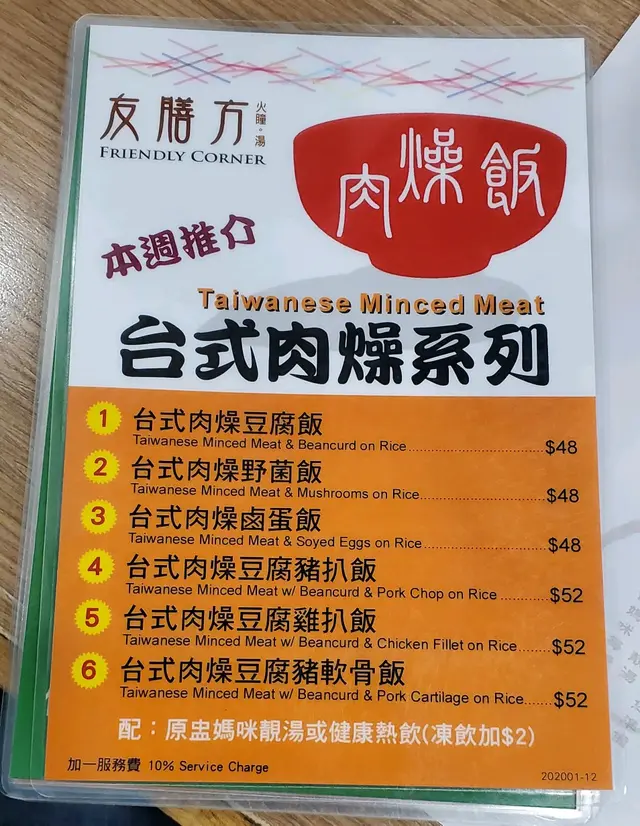 友膳方 火瞳。湯
FRIENDLY CORNER
肉燥飯
本週推介
Taiwanese Minced Meat
台式肉燥系列
1 台式肉燥豆腐飯
Taiwanese Minced Meat & Beancurd on Rice.......................$48
2 台式肉燥野菌飯
Taiwanese Minced Meat & Mushrooms on Rice.....................$48
3 台式肉燥鹵蛋飯
Taiwanese Minced Meat & Soyed Eggs on Rice.....................$48
4 台式肉燥豆腐豬扒飯
Taiwanese Minced Meat w/ Beancurd & Pork Chop on Rice ..........$52
5 台式肉燥豆腐雞扒飯
Taiwanese Minced Meat w/ Beancurd & Chicken Fillet on Rice.......$52
6 台式肉燥豆腐豬軟骨飯
Taiwanese Minced Meat w/ Beancurd & Pork Cartilage on Rice......$52
配：原盅媽咪靚湯或健康熱飲(凍飲加$2)
加一服務費 10% Service Charge
202001-12